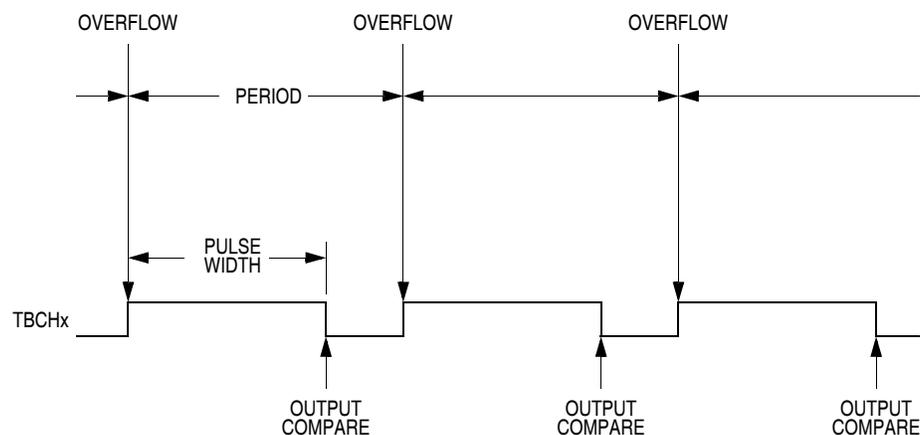 OVERFLOW
OVERFLOW
OVERFLOW
PERIOD
PULSE
WIDTH
TBCHx
OUTPUT
COMPARE
OUTPUT
COMPARE
OUTPUT
COMPARE